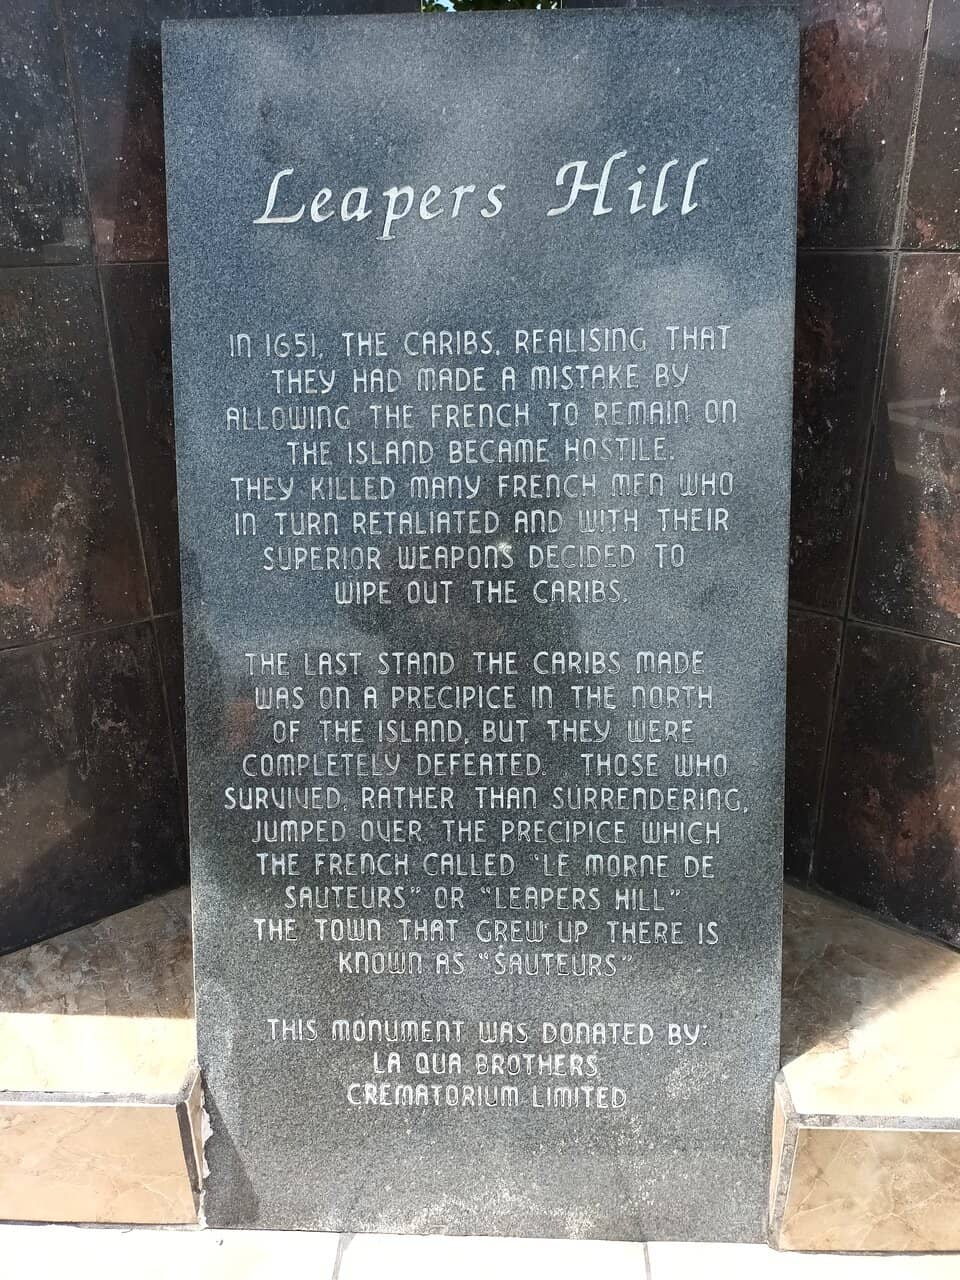 Leapers Hill
IN 1651, THE CARIBS, REALISING THAT
THEY HAD MADE A MISTAKE BY
ALLOWING THE FRENCH TO REMAIN ON
THE ISLAND BECAME HOSTILE.
THEY KILLED MANY FRENCH MEN WHO
IN TURN RETALIATED AND WITH THEIR
SUPERIOR WEAPONS DECIDED TO
WIPE OUT THE CARIBS.
THE LAST STAND THE CARIBS MADE
WAS ON A PRECIPICE IN THE NORTH
OF THE ISLAND, BUT THEY WERE
COMPLETELY DEFEATED. THOSE WHO
SURVIVED, RATHER THAN SURRENDERING,
JUMPED OVER THE PRECIPICE WHICH
THE FRENCH CALLED "LE MORNE DE
SAUTEURS" OR "LEAPERS HILL"
THE TOWN THAT GREW UP THERE IS
KNOWN AS "SAUTEURS"
THIS MONUMENT WAS DONATED BY:
LA QUA BROTHERS
CREMATORIUM LIMITED